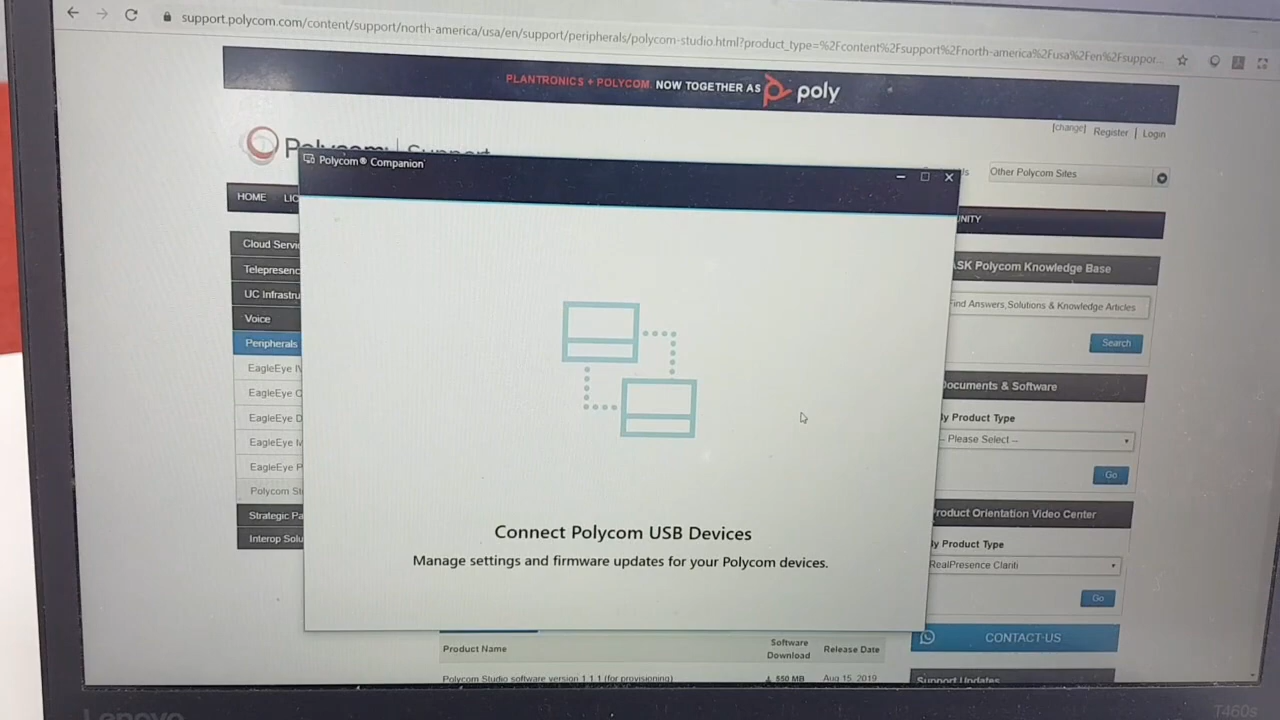 support.polycom.com/content/support/north-america/usa/en/support/peripherals/polycom-studio.html?product_type=%2Fcontent%2Fsupport%2Fnorth-america%2Fusa%2Fen%2Fsuppor...
PLANTRONICS + POLYCOM. NOW TOGETHER AS poly
[change] Register | Login
Polycom® Companion
Other Polycom Sites
HOME
Cloud Servi
ASK Polycom Knowledge Base
Telepresenc
UC Infrastru
Find Answers,Solutions & Knowledge Articles
Voice
Peripherals
Search
EagleEye IV
EagleEye
Documents & Software
EagleEye
By Product Type
-- Please Select --
EagleEye
EagleEye
Go
Polycom St
Strategic Pa
Product Orientation Video Center
Interop Solu
Connect Polycom USB Devices
By Product Type
Manage settings and firmware updates for your Polycom devices.
RealPresence Clariti
Go
CONTACT US
Product Name
Software
Download
Release Date
Polycom Studio software version 1.1.1 (for provisioning)
550 MB
Aug 15, 2019
Support Updates
Lenovo
T460s